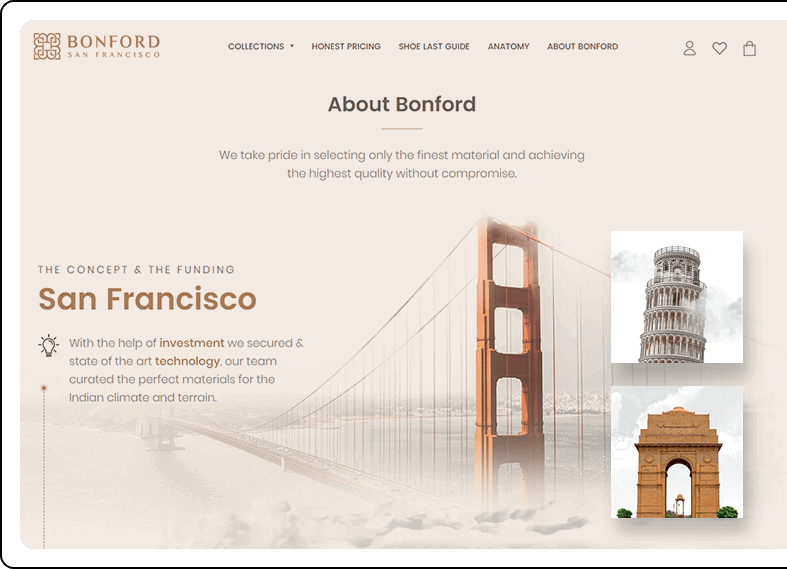 BONFORD
SAN FRANCISCO
COLLECTIONS
HONEST PRICING
SHOE LAST GUIDE
ANATOMY
ABOUT BONFORD
About Bonford
We take pride in selecting only the finest material and achieving
the highest quality without compromise.
THE CONCEPT & THE FUNDING
San Francisco
With the help of investment we secured &
state of the art technology, our team
curated the perfect materials for the
Indian climate and terrain.